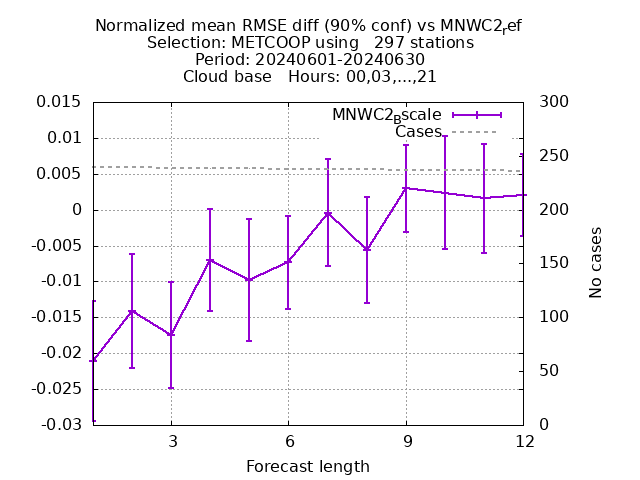 Normalized mean RMSE diff (90% conf) vs MNWC2ref
Selection: METCOOP using 297 stations
Period: 20240601-20240630
Cloud base Hours: 00,03,...,21
MNWC2Bscale
Cases
0.015
0.01
0.005
0
-0.005
-0.01
-0.015
-0.02
-0.025
-0.03
300
250
200
150
100
50
0
No cases
3
6
9
12
Forecast length